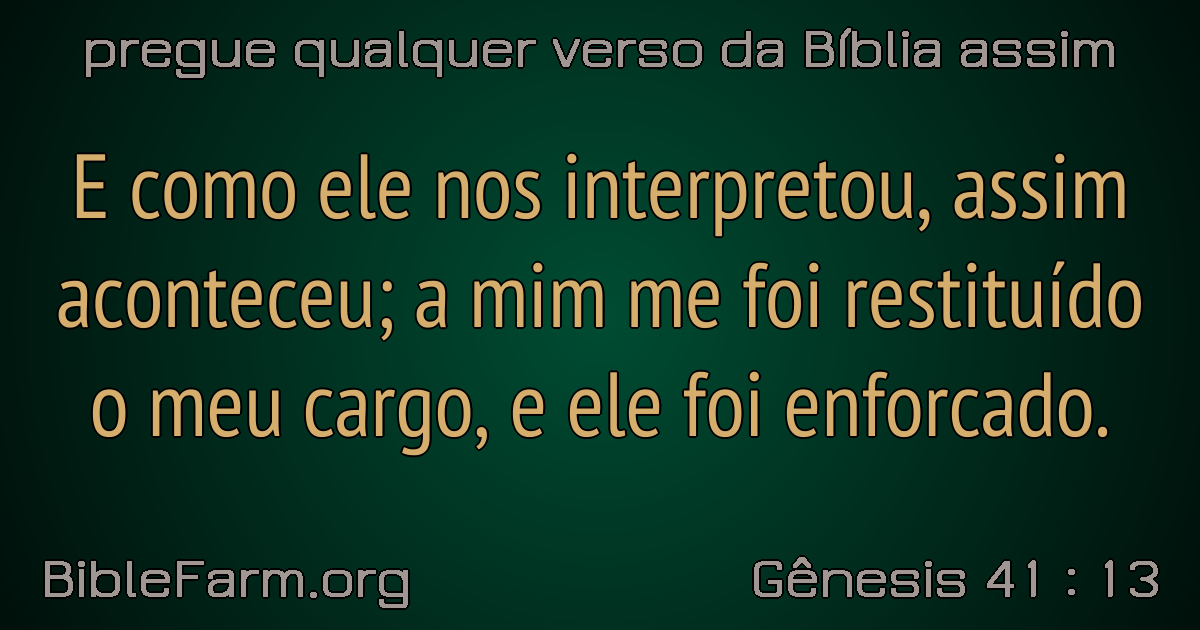 pregue qualquer verso da Bíblia assim
E como ele nos interpretou, assim
aconteceu; a mim me foi restituído
o meu cargo, e ele foi enforcado.
BibleFarm.org
Gênesis 41 : 13